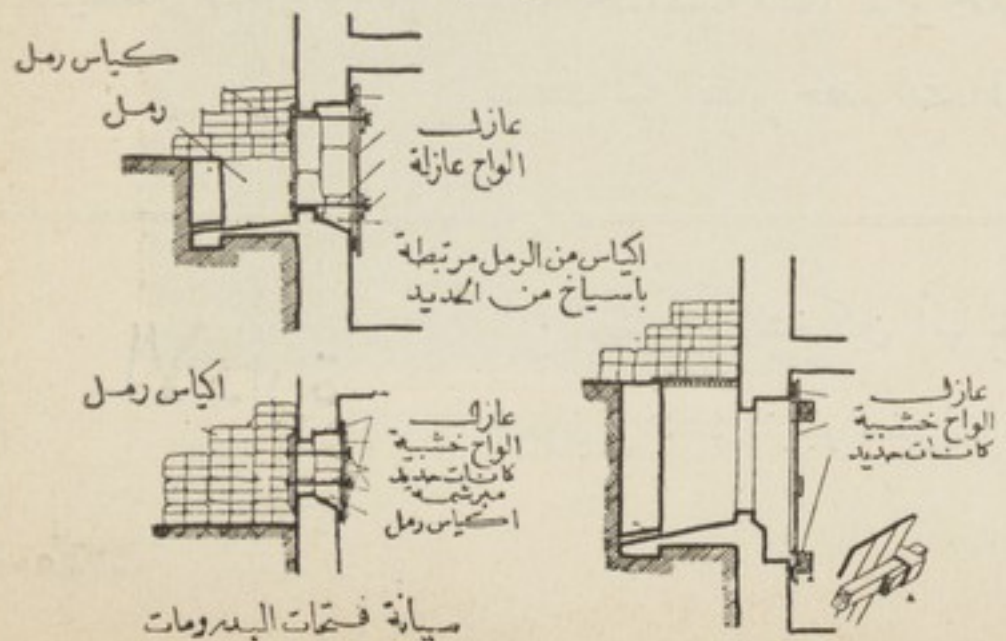 كياس رمل
رمل
عازل
الواح عازلة
اكياس من الرمل مرتبطة
باسياخ من الحديد
اكياس رمل
عازل
الواح خشبية
كانات حديد
مبرشمه
اكياس رمل
عازل
الواح خشبية
كانات حديد
صيانة فتحات البدرومات